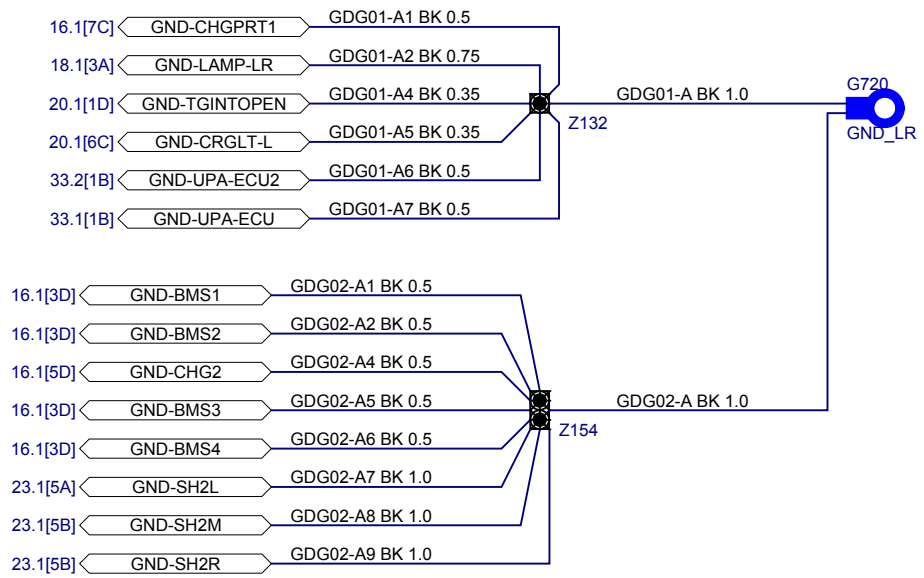 16.1[7C] GND-CHGPRT1 GDG01-A1 BK 0.5
18.1[3A] GND-LAMP-LR GDG01-A2 BK 0.75
20.1[1D] GND-TGINTOPEN GDG01-A4 BK 0.35
Z132
GDG01-A BK 1.0
G720
GND_LR
20.1[6C] GND-CRGLT-L GDG01-A5 BK 0.35
33.2[1B] GND-UPA-ECU2 GDG01-A6 BK 0.5
33.1[1B] GND-UPA-ECU GDG01-A7 BK 0.5
16.1[3D] GND-BMS1 GDG02-A1 BK 0.5
16.1[3D] GND-BMS2 GDG02-A2 BK 0.5
16.1[5D] GND-CHG2 GDG02-A4 BK 0.5
16.1[3D] GND-BMS3 GDG02-A5 BK 0.5
Z154
GDG02-A BK 1.0
16.1[3D] GND-BMS4 GDG02-A6 BK 0.5
23.1[5A] GND-SH2L GDG02-A7 BK 1.0
23.1[5B] GND-SH2M GDG02-A8 BK 1.0
23.1[5B] GND-SH2R GDG02-A9 BK 1.0